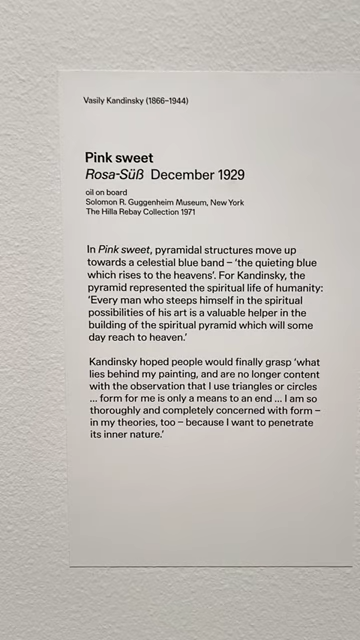 Vasily Kandinsky (1866–1944)
Pink sweet
Rosa-Süß December 1929
oil on board
Solomon R. Guggenheim Museum, New York
The Hilla Rebay Collection 1971
In Pink sweet, pyramidal structures move up
towards a celestial blue band – ‘the quieting blue
which rises to the heavens’. For Kandinsky, the
pyramid represented the spiritual life of humanity:
‘Every man who steeps himself in the spiritual
possibilities of his art is a valuable helper in the
building of the spiritual pyramid which will some
day reach to heaven.’
Kandinsky hoped people would finally grasp ‘what
lies behind my painting, and are no longer content
with the observation that I use triangles or circles
... form for me is only a means to an end ... I am so
thoroughly and completely concerned with form –
in my theories, too – because I want to penetrate
its inner nature.’